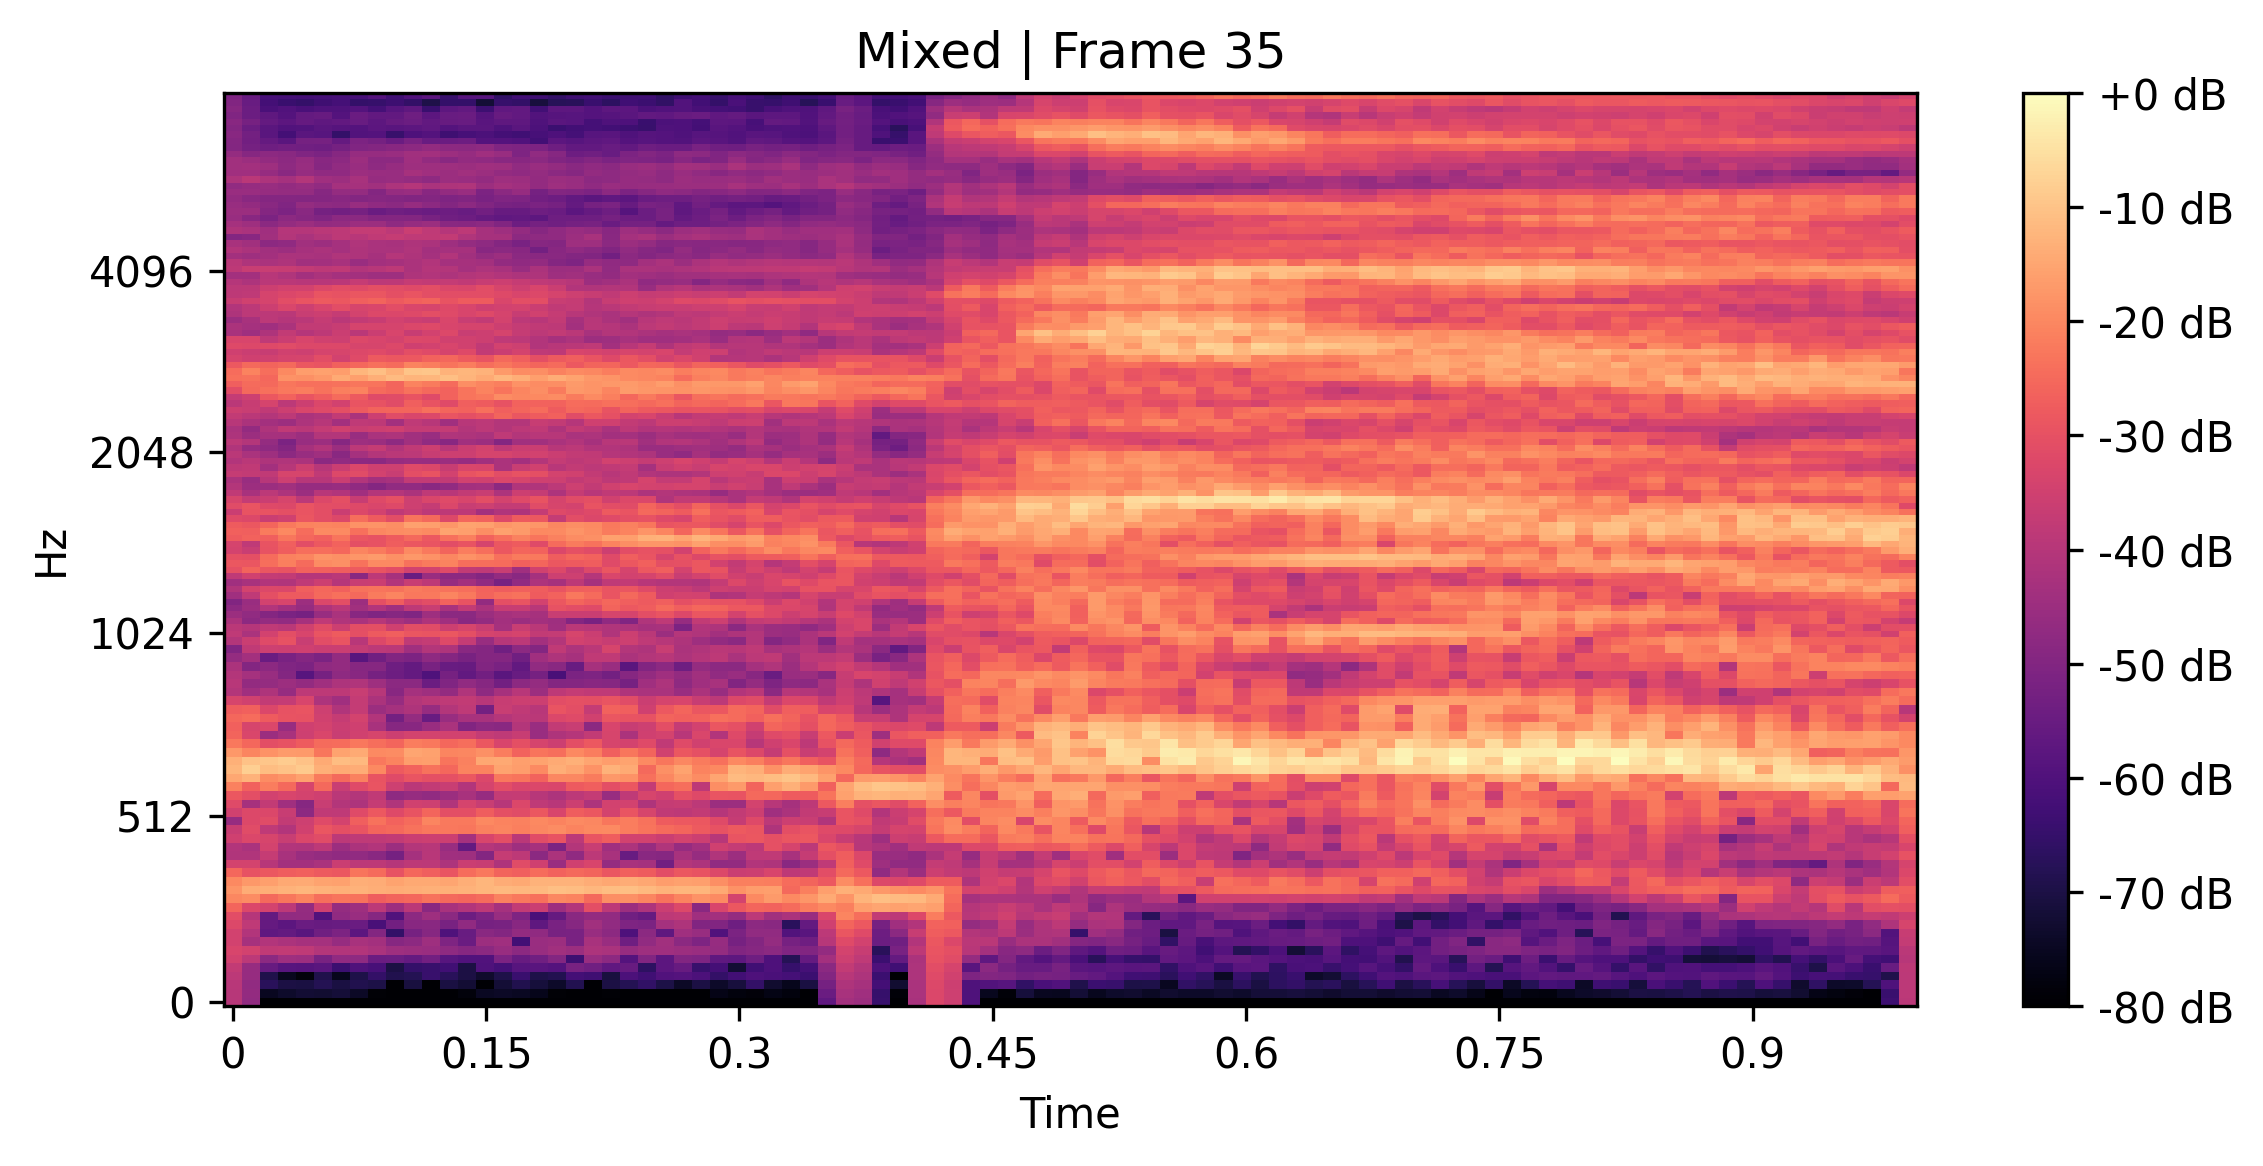 Mixed | Frame 35
+0 dB
-10 dB
-20 dB
-30 dB
-40 dB
-50 dB
-60 dB
-70 dB
-80 dB
4096
2048
1024
512
0
Hz
0 0.15 0.3 0.45 0.6 0.75 0.9
Time